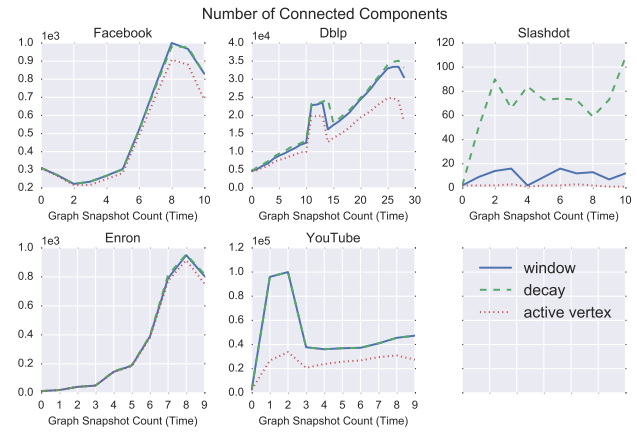 Number of Connected Components
Facebook
1e3
1.0
0.9
0.8
0.7
0.6
0.5
0.4
0.3
0.2
0 2 4 6 8 10
Graph Snapshot Count (Time)
Dblp
1e4
4.0
3.5
3.0
2.5
2.0
1.5
1.0
0.5
0.0
0 5 10 15 20 25 30
Graph Snapshot Count (Time)
Slashdot
120
100
80
60
40
20
0
0 2 4 6 8 10
Graph Snapshot Count (Time)
Enron
1e3
1.0
0.8
0.6
0.4
0.2
0.0
0 1 2 3 4 5 6 7 8 9
Graph Snapshot Count (Time)
YouTube
1e5
1.2
1.0
0.8
0.6
0.4
0.2
0.0
0 1 2 3 4 5 6 7 8 9
Graph Snapshot Count (Time)
window
decay
active vertex